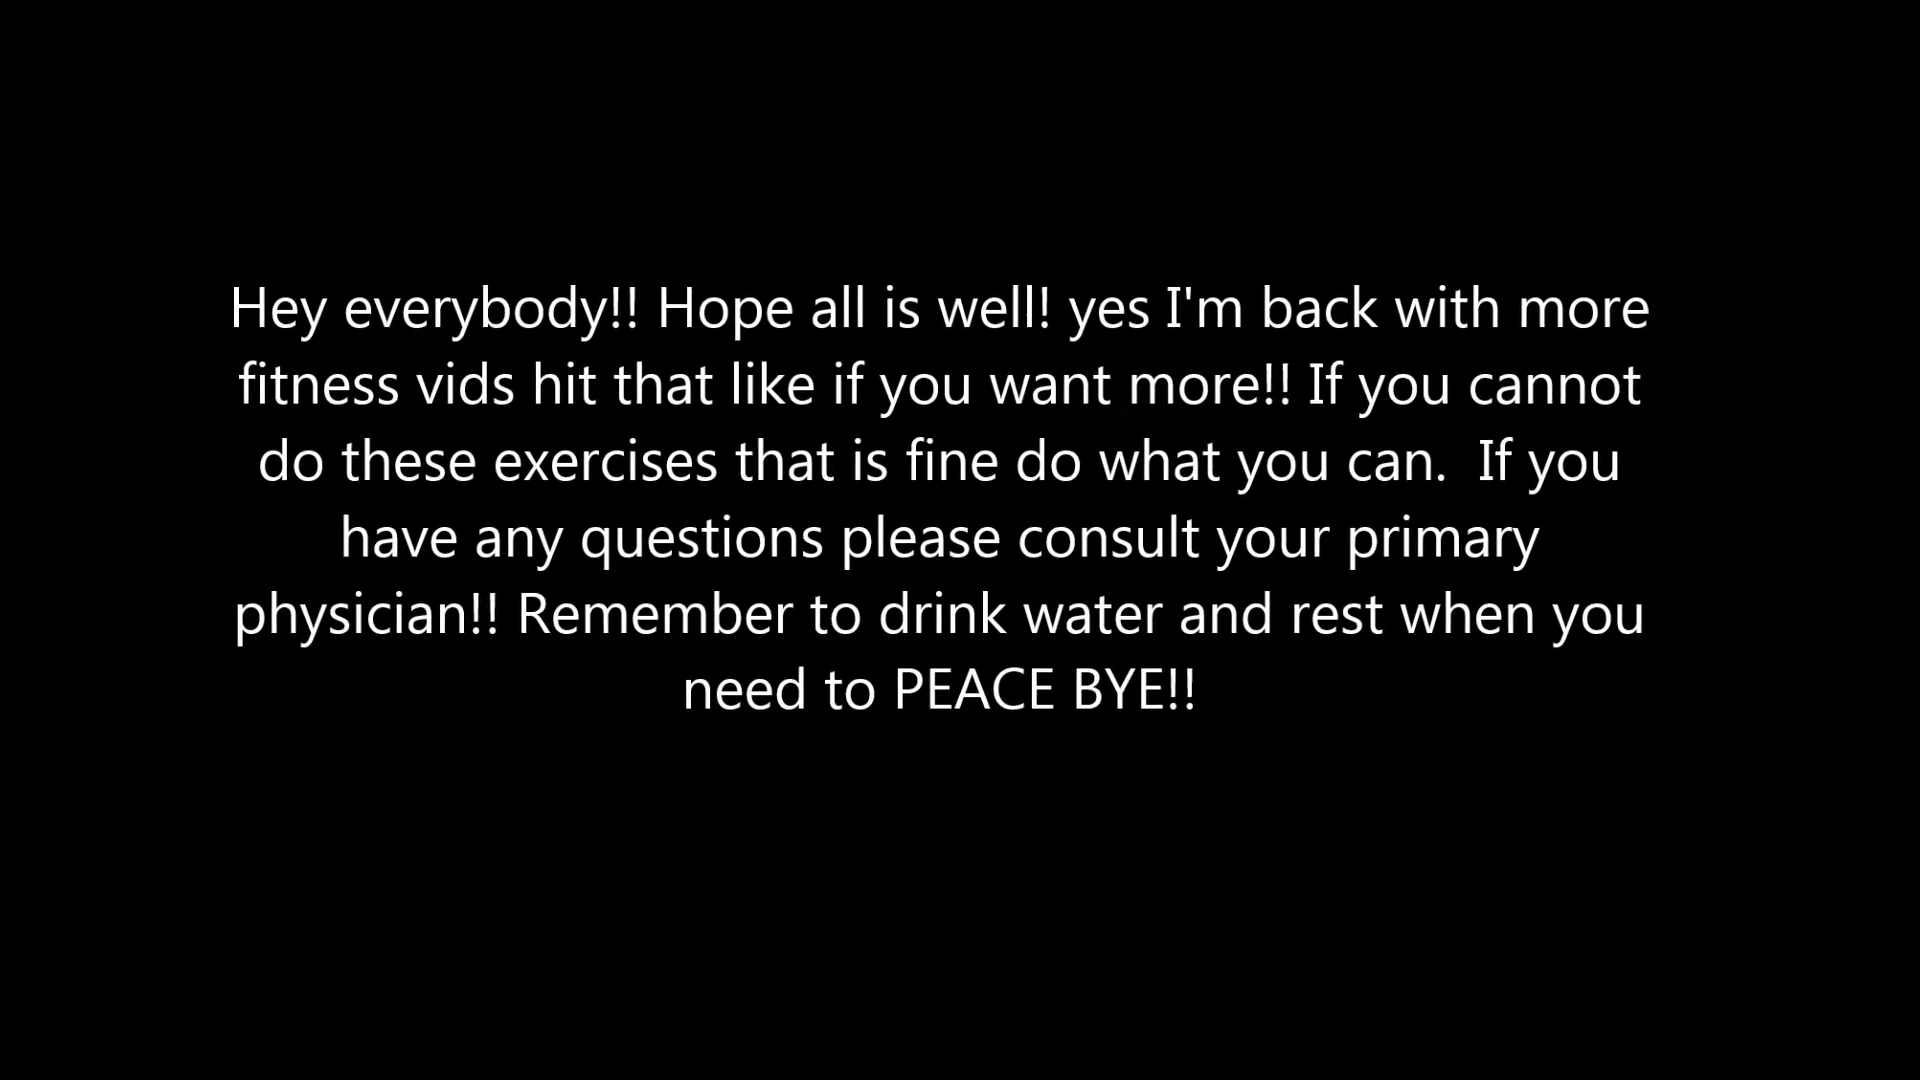 Hey everybody!! Hope all is well! yes I'm back with more
fitness vids hit that like if you want more!! If you cannot
do these exercises that is fine do what you can.  If you
have any questions please consult your primary
physician!! Remember to drink water and rest when you
need to PEACE BYE!!